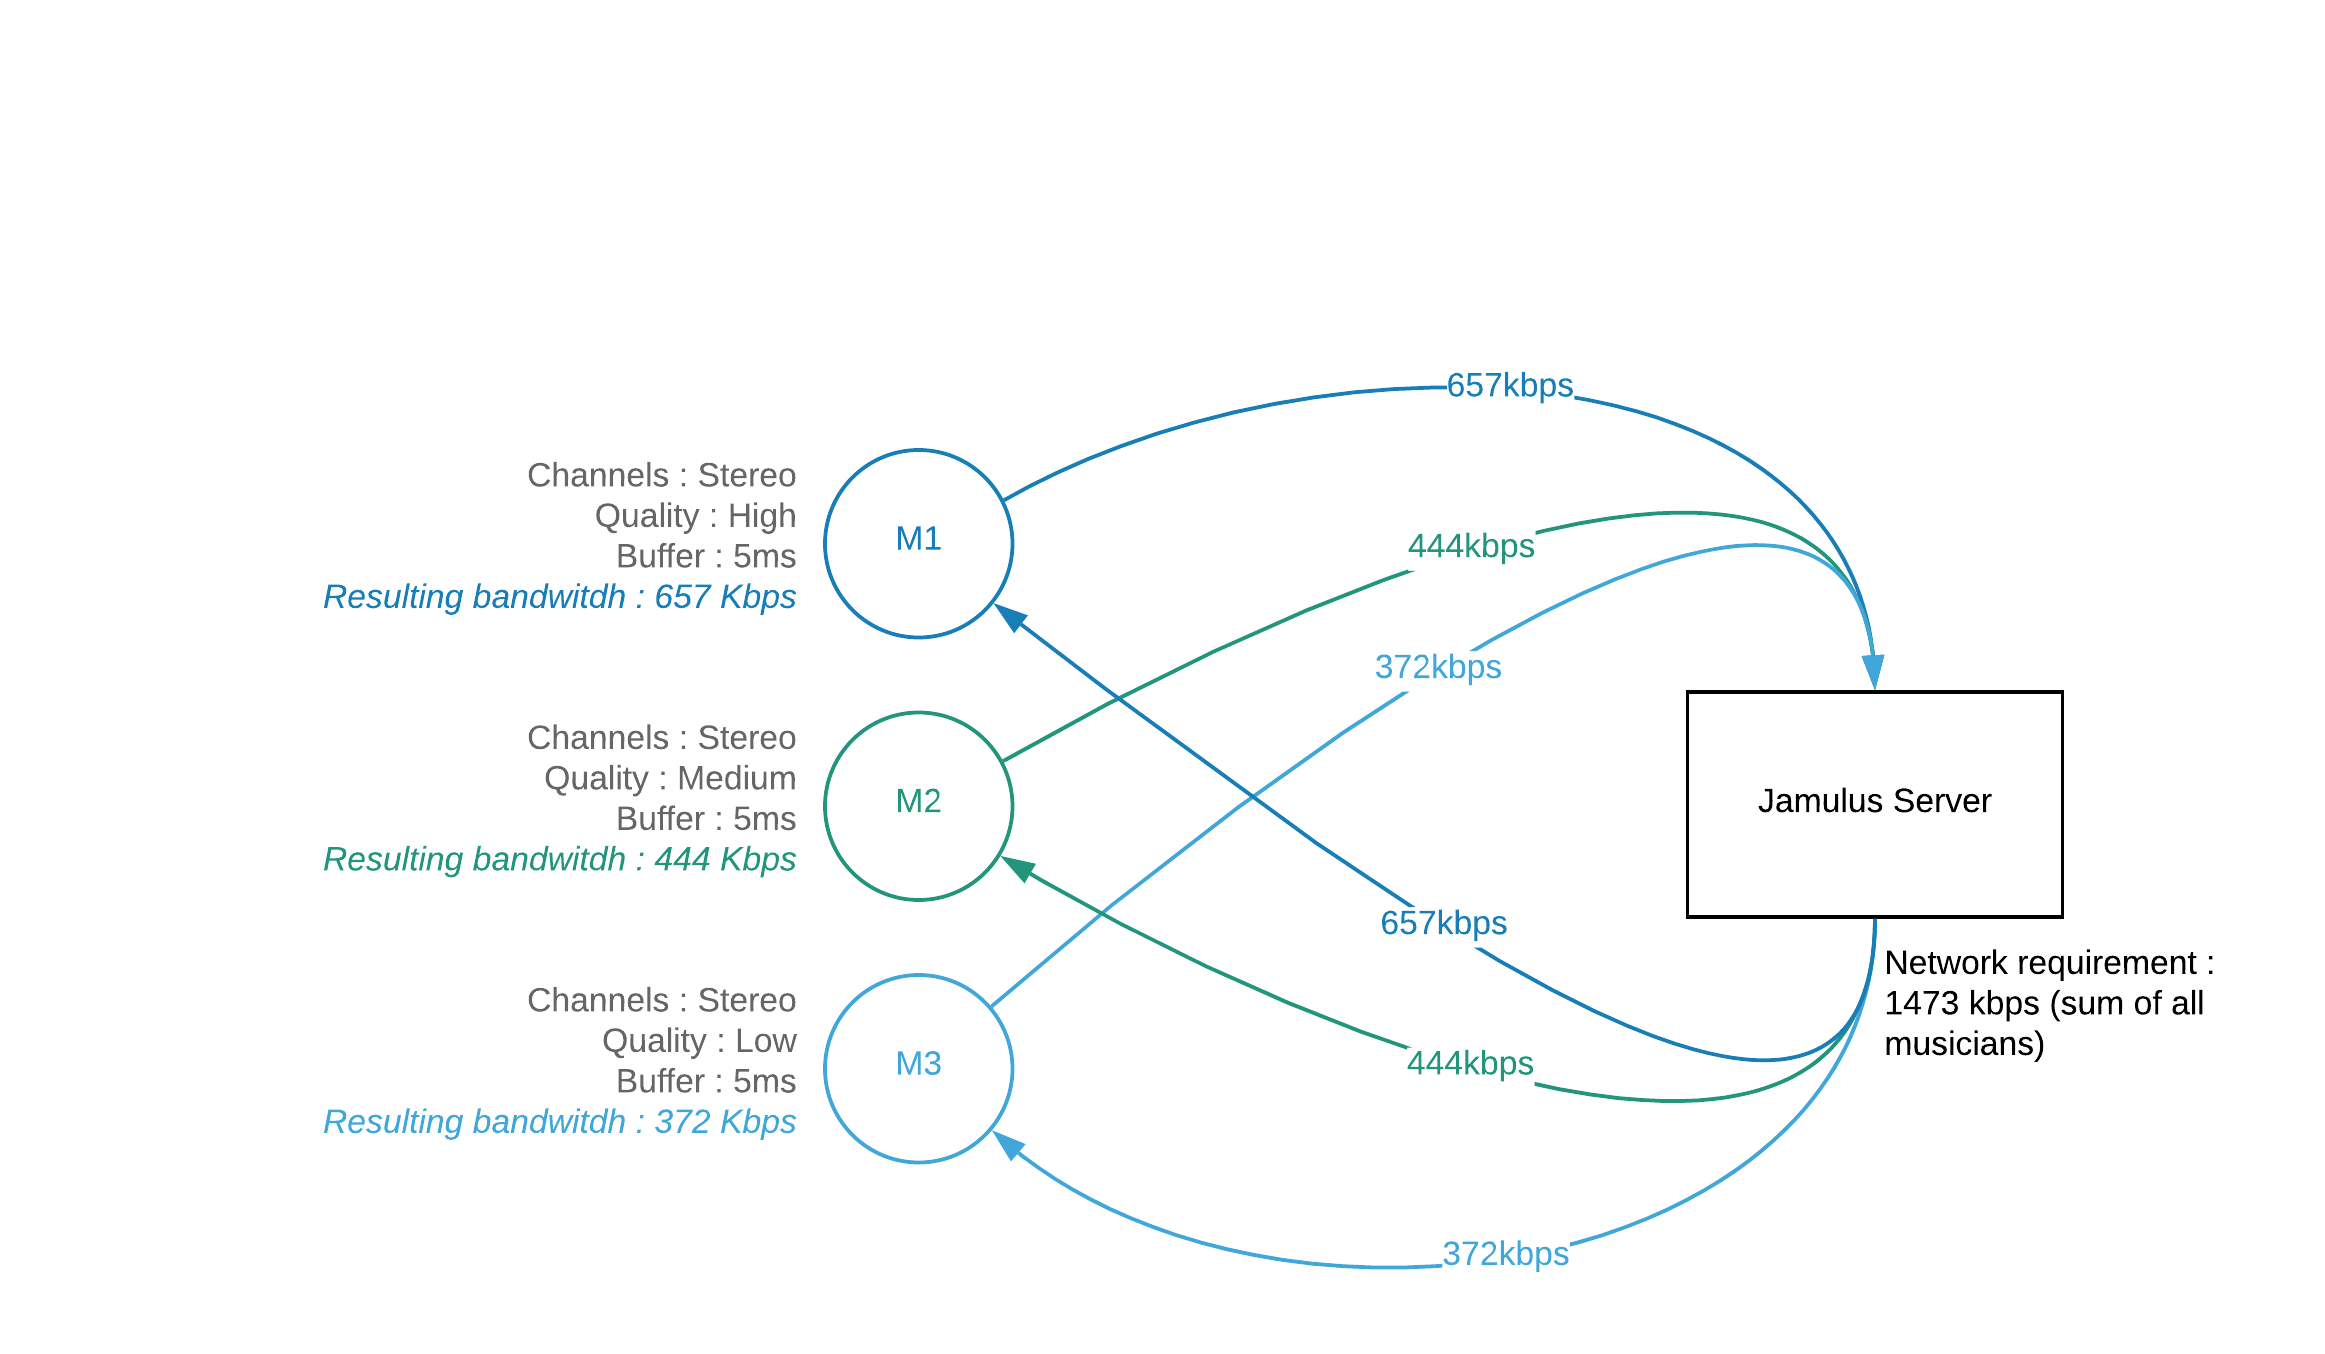 657kbps
Channels : Stereo
Quality : High
Buffer : 5ms
Resulting bandwitdh : 657 Kbps
M1
444kbps
372kbps
Channels : Stereo
Quality : Medium
Buffer : 5ms
Resulting bandwitdh : 444 Kbps
M2
Jamulus Server
657kbps
Network requirement :
1473 kbps (sum of all
musicians)
Channels : Stereo
Quality : Low
Buffer : 5ms
Resulting bandwitdh : 372 Kbps
M3
444kbps
372kbps